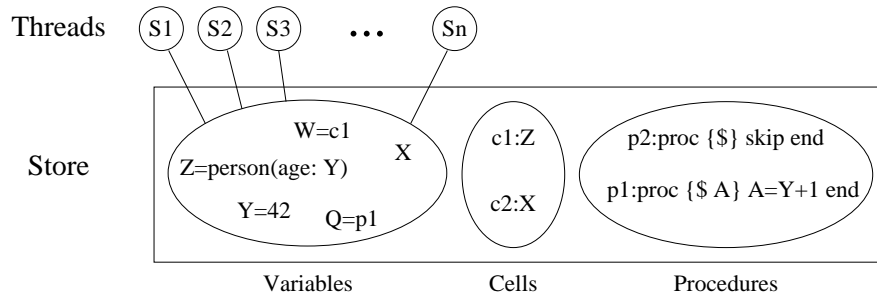 Threads S1 S2 S3 ... Sn
W=c1
X
c1:Z
p2:proc {$} skip end
Store
Z=person(age: Y)
c2:X
p1:proc {$ A} A=Y+1 end
Y=42
Q=p1
Variables Cells Procedures